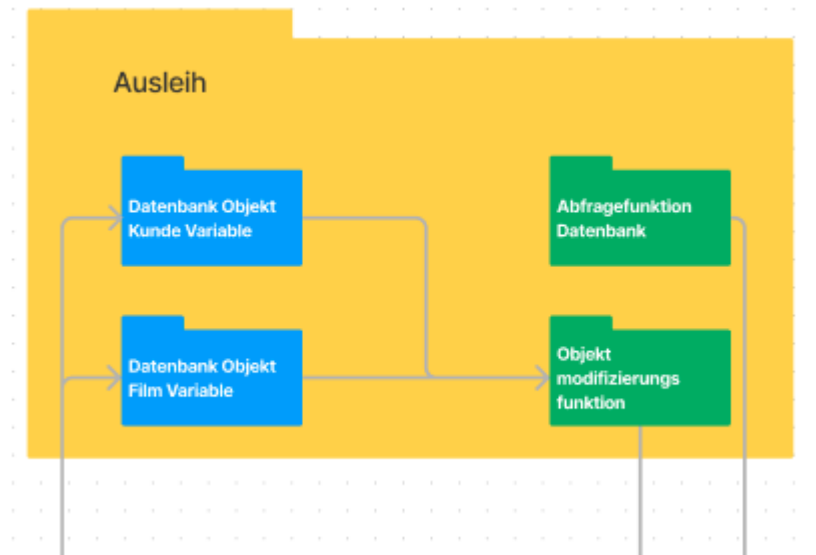 Ausleih
Datenbank Objekt
Kunde Variable
Abfragefunktion
Datenbank
Datenbank Objekt
Film Variable
Objekt
modifizierungs
funktion